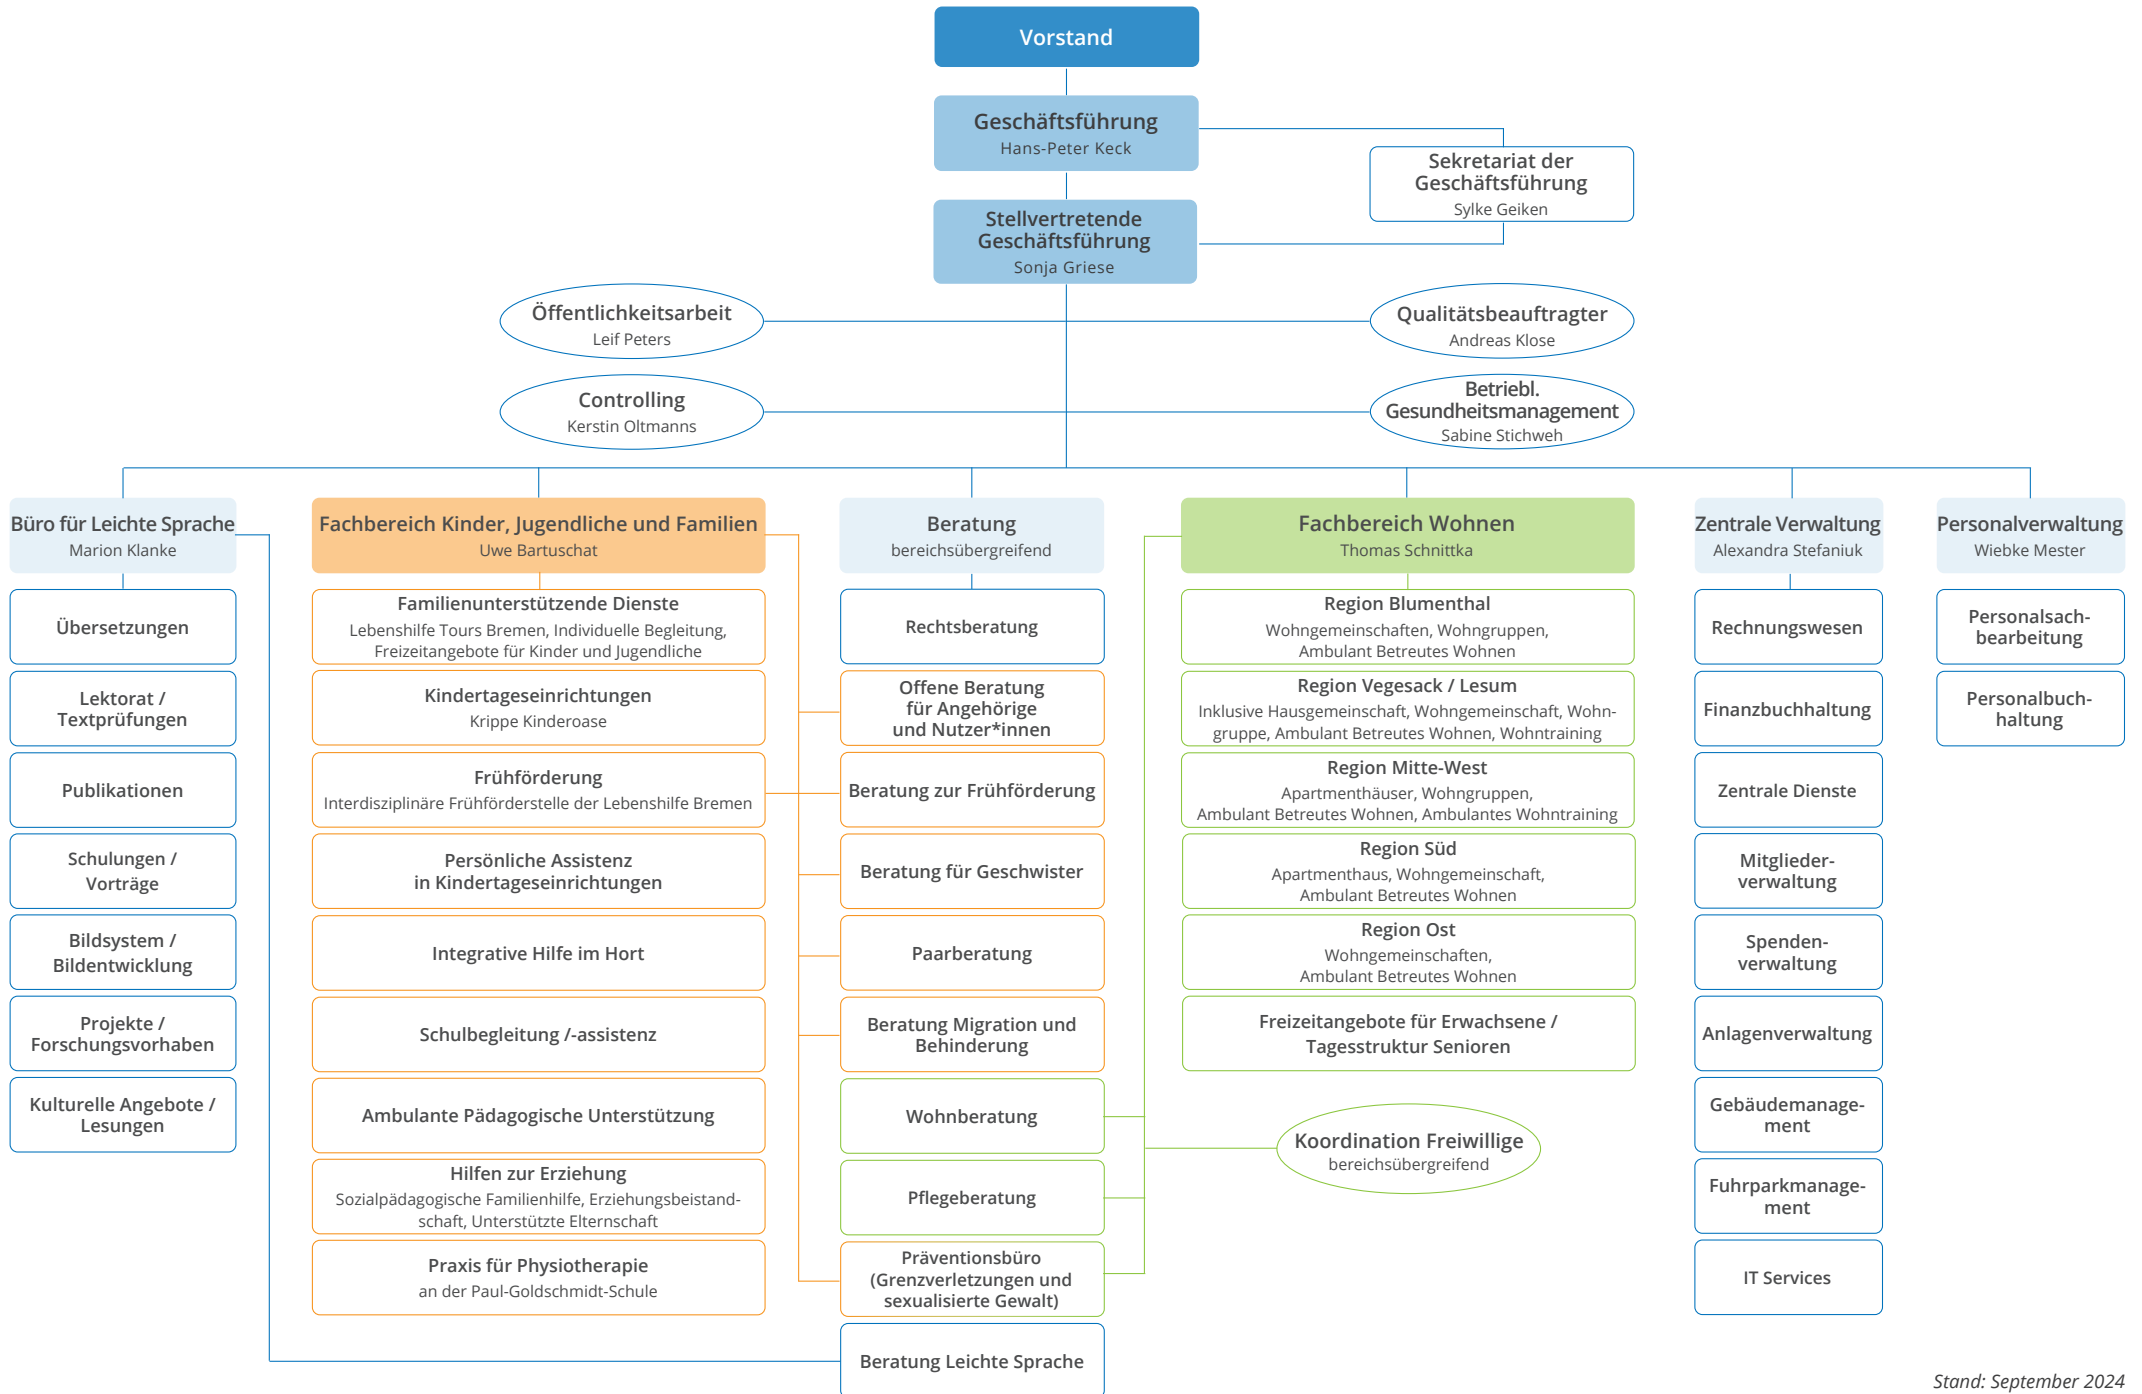 Vorstand
Geschäftsführung
Hans-Peter Keck
Sekretariat der
Geschäftsführung
Sylke Geiken
Stellvertretende
Geschäftsführung
Sonja Griese
Öffentlichkeitsarbeit
Leif Peters
Qualitätsbeauftragter
Andreas Klose
Controlling
Kerstin Oltmanns
Betriebl.
Gesundheitsmanagement
Sabine Stichweh
Büro für Leichte Sprache
Marion Klanke
Übersetzungen
Lektorat /
Textprüfungen
Publikationen
Schulungen /
Vorträge
Bildsystem /
Bildentwicklung
Projekte /
Forschungsvorhaben
Kulturelle Angebote /
Lesungen
Fachbereich Kinder, Jugendliche und Familien
Uwe Bartuschat
Familienunterstützende Dienste
Lebenshilfe Tours Bremen, Individuelle Begleitung,
Freizeitangebote für Kinder und Jugendliche
Kindertageseinrichtungen
Krippe Kinderoase
Frühförderung
Interdisziplinäre Frühförderstelle der Lebenshilfe Bremen
Persönliche Assistenz
in Kindertageseinrichtungen
Integrative Hilfe im Hort
Schulbegleitung /-assistenz
Ambulante Pädagogische Unterstützung
Hilfen zur Erziehung
Sozialpädagogische Familienhilfe, Erziehungsbeistand-
schaft, Unterstützte Elternschaft
Praxis für Physiotherapie
an der Paul-Goldschmidt-Schule
Beratung
bereichsübergreifend
Rechtsberatung
Offene Beratung
für Angehörige
und Nutzer*innen
Beratung zur Frühförderung
Beratung für Geschwister
Paarberatung
Beratung Migration und
Behinderung
Wohnberatung
Pflegeberatung
Präventionsbüro
(Grenzverletzungen und
sexualisierte Gewalt)
Beratung Leichte Sprache
Fachbereich Wohnen
Thomas Schnittka
Region Blumenthal
Wohngemeinschaften, Wohngruppen,
Ambulant Betreutes Wohnen
Region Vegesack / Lesum
Inklusive Hausgemeinschaft, Wohngemeinschaft, Wohn-
gruppe, Ambulant Betreutes Wohnen, Wohntraining
Region Mitte-West
Apartmenthäuser, Wohngruppen,
Ambulant Betreutes Wohnen, Ambulantes Wohntraining
Region Süd
Apartmenthaus, Wohngemeinschaft,
Ambulant Betreutes Wohnen
Region Ost
Wohngemeinschaften,
Ambulant Betreutes Wohnen
Freizeitangebote für Erwachsene /
Tagesstruktur Senioren
Koordination Freiwillige
bereichsübergreifend
Zentrale Verwaltung
Alexandra Stefaniuk
Rechnungswesen
Finanzbuchhaltung
Zentrale Dienste
Mitglieder-
verwaltung
Spenden-
verwaltung
Anlagenverwaltung
Gebäudemanage-
ment
Fuhrparkmanage-
ment
IT Services
Personalverwaltung
Wiebke Mester
Personalsach-
bearbeitung
Personalbuch-
haltung
Stand: September 2024